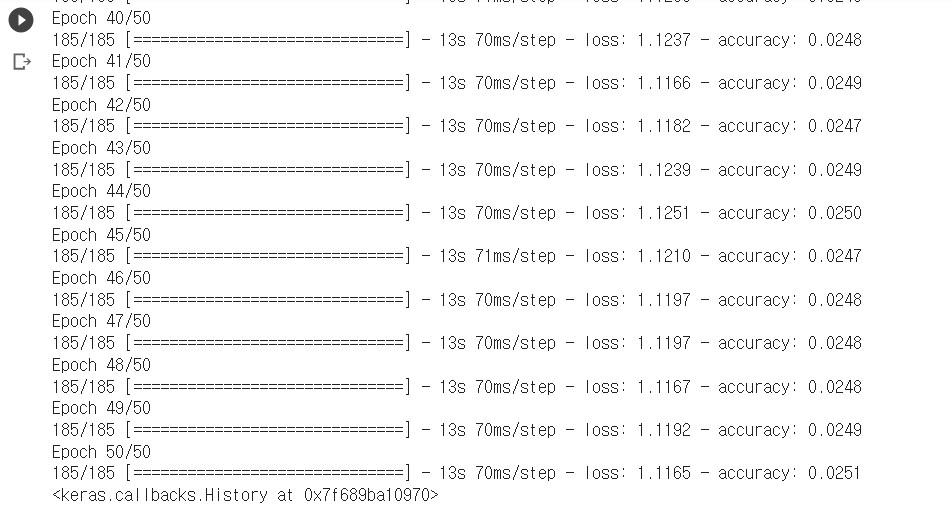 Epoch 40/50
185/185 [==============================] - 13s 70ms/step - loss: 1.1237 - accuracy: 0.0248
Epoch 41/50
185/185 [==============================] - 13s 70ms/step - loss: 1.1166 - accuracy: 0.0249
Epoch 42/50
185/185 [==============================] - 13s 70ms/step - loss: 1.1182 - accuracy: 0.0247
Epoch 43/50
185/185 [==============================] - 13s 70ms/step - loss: 1.1239 - accuracy: 0.0249
Epoch 44/50
185/185 [==============================] - 13s 70ms/step - loss: 1.1251 - accuracy: 0.0250
Epoch 45/50
185/185 [==============================] - 13s 71ms/step - loss: 1.1210 - accuracy: 0.0247
Epoch 46/50
185/185 [==============================] - 13s 70ms/step - loss: 1.1197 - accuracy: 0.0248
Epoch 47/50
185/185 [==============================] - 13s 70ms/step - loss: 1.1197 - accuracy: 0.0248
Epoch 48/50
185/185 [==============================] - 13s 70ms/step - loss: 1.1167 - accuracy: 0.0248
Epoch 49/50
185/185 [==============================] - 13s 70ms/step - loss: 1.1192 - accuracy: 0.0249
Epoch 50/50
185/185 [==============================] - 13s 70ms/step - loss: 1.1165 - accuracy: 0.0251
<keras.callbacks.History at 0x7f689ba10970>